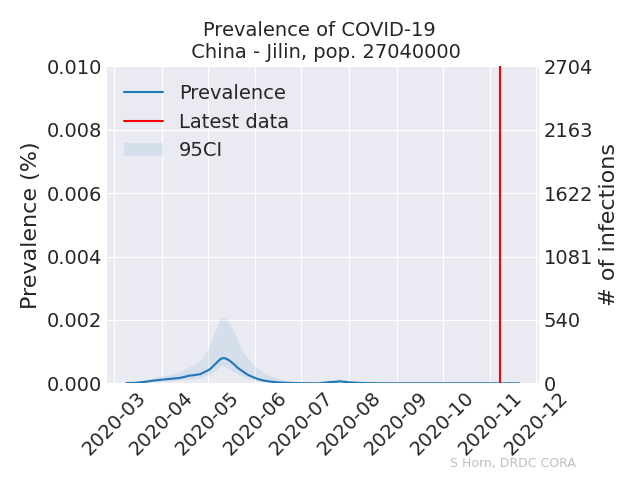 Prevalence of COVID-19
China - Jilin, pop. 27040000
Prevalence (%)
0.010
0.008
0.006
0.004
0.002
0.000
Prevalence
Latest data
95CI
2704
2163
1622
1081
540
0
# of infections
2020-03
2020-04
2020-05
2020-06
2020-07
2020-08
2020-09
2020-10
2020-11
2020-12
S Horn, DRDC CORA